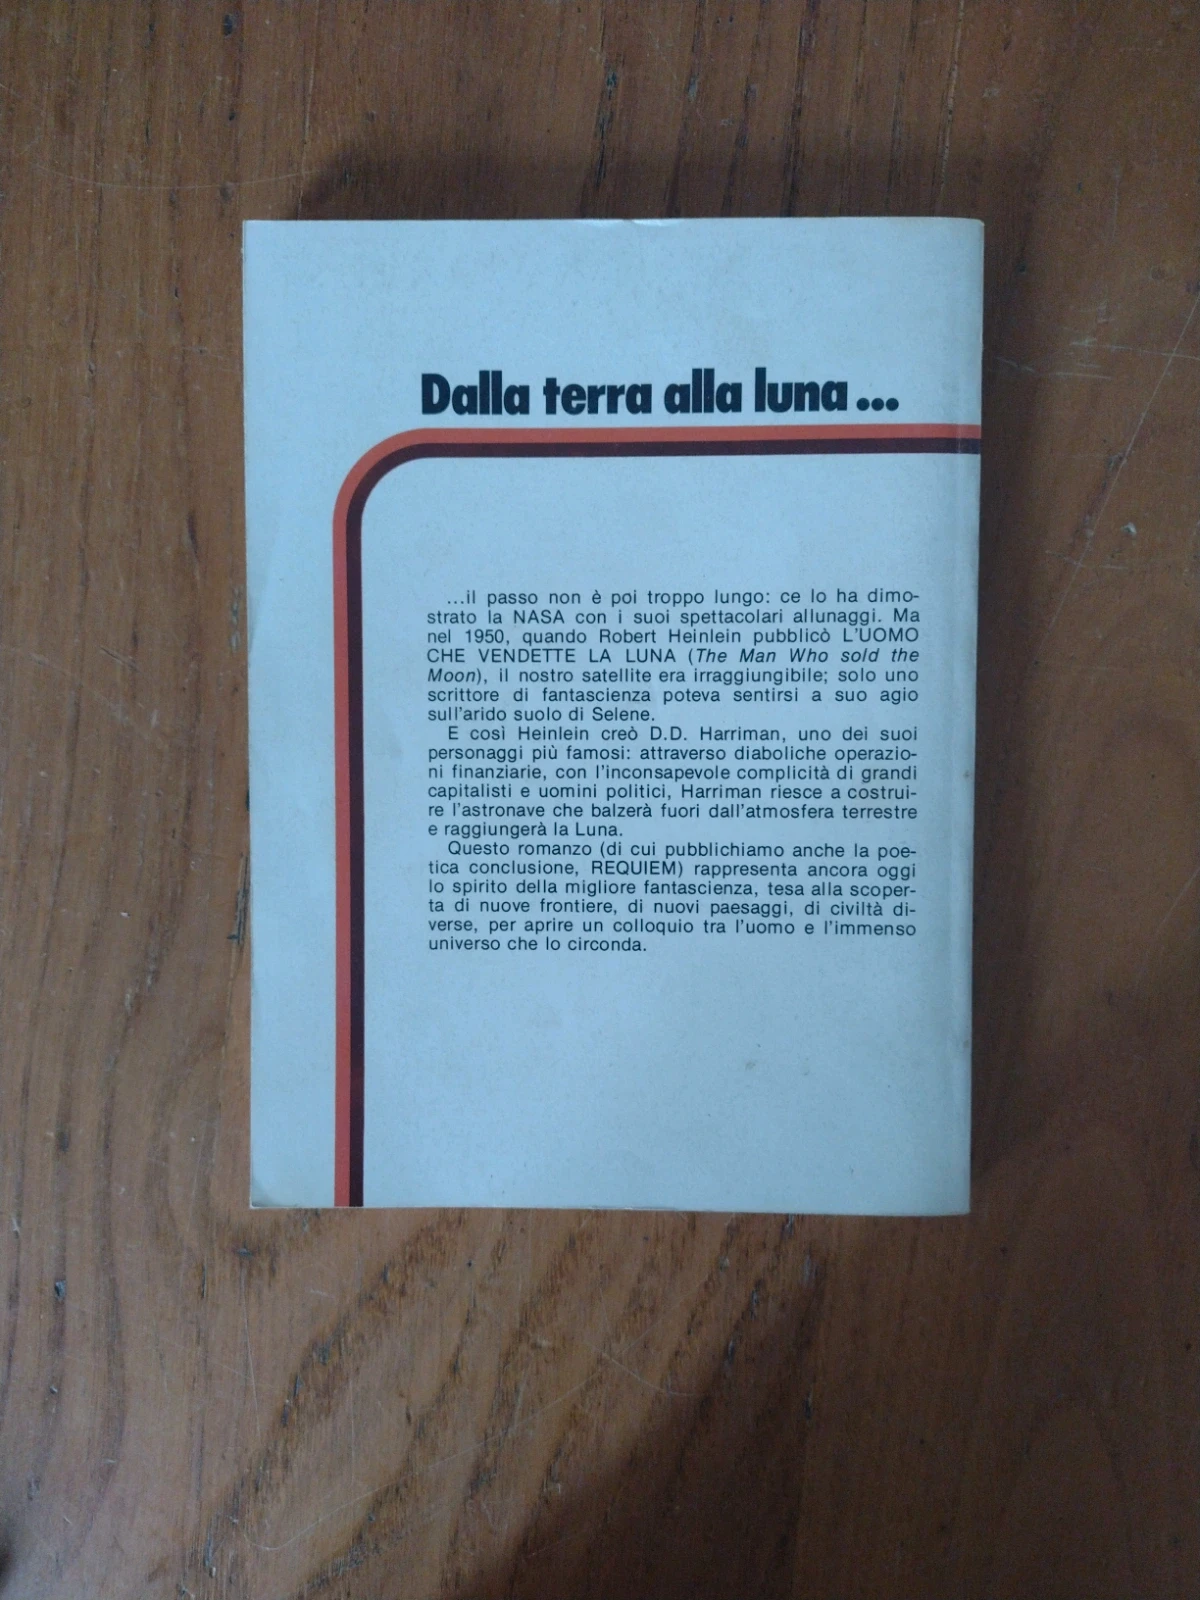 Dalla terra alla luna...
...il passo non è poi troppo lungo: ce lo ha dimo-
strato la NASA con i suoi spettacolari allunaggi. Ma
nel 1950, quando Robert Heinlein pubblicò L'UOMO
CHE VENDETTE LA LUNA (The Man Who sold the
Moon), il nostro satellite era irraggiungibile; solo uno
scrittore di fantascienza poteva sentirsi a suo agio
sull'arido suolo di Selene.
E così Heinlein creò D.D. Harriman, uno dei suoi
personaggi più famosi: attraverso diaboliche operazio-
ni finanziarie, con l'inconsapevole complicità di grandi
capitalisti e uomini politici, Harriman riesce a costrui-
re l'astronave che balzerà fuori dall'atmosfera terrestre
e raggiungerà la Luna.
Questo romanzo (di cui pubblichiamo anche la poe-
tica conclusione, REQUIEM) rappresenta ancora oggi
lo spirito della migliore fantascienza, tesa alla scoper-
ta di nuove frontiere, di nuovi paesaggi, di civiltà di-
verse, per aprire un colloquio tra l'uomo e l'immenso
universo che lo circonda.